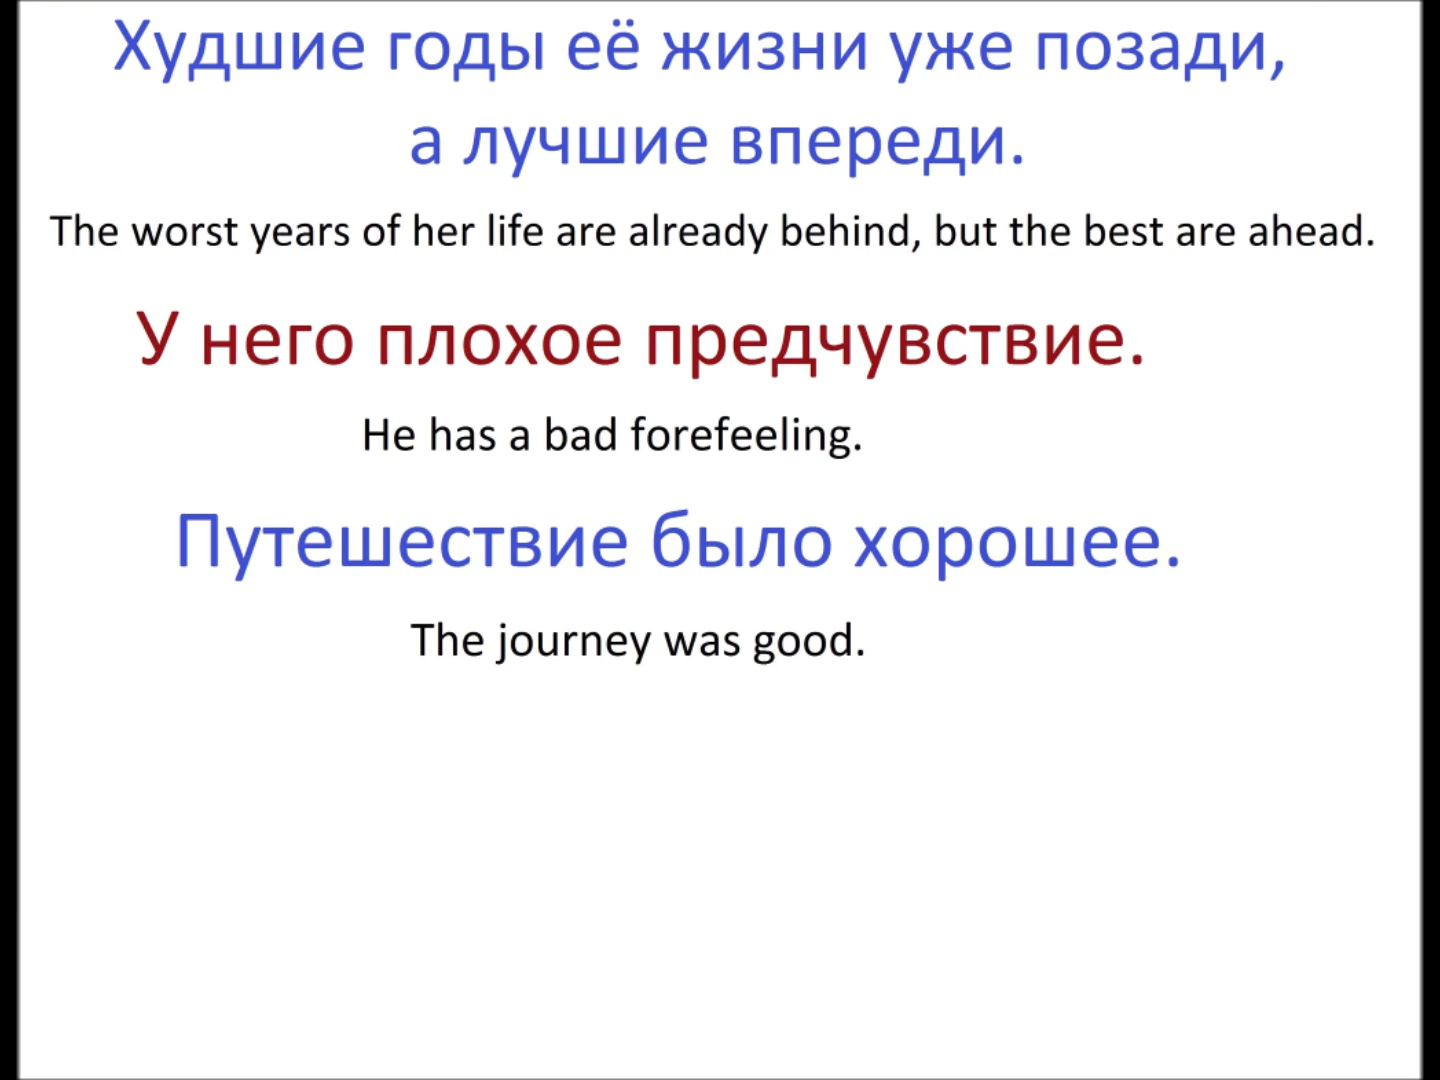 Худшие годы её жизни уже позади,
а лучшие впереди.
The worst years of her life are already behind, but the best are ahead.
У него плохое предчувствие.
He has a bad forefeeling.
Путешествие было хорошее.
The journey was good.